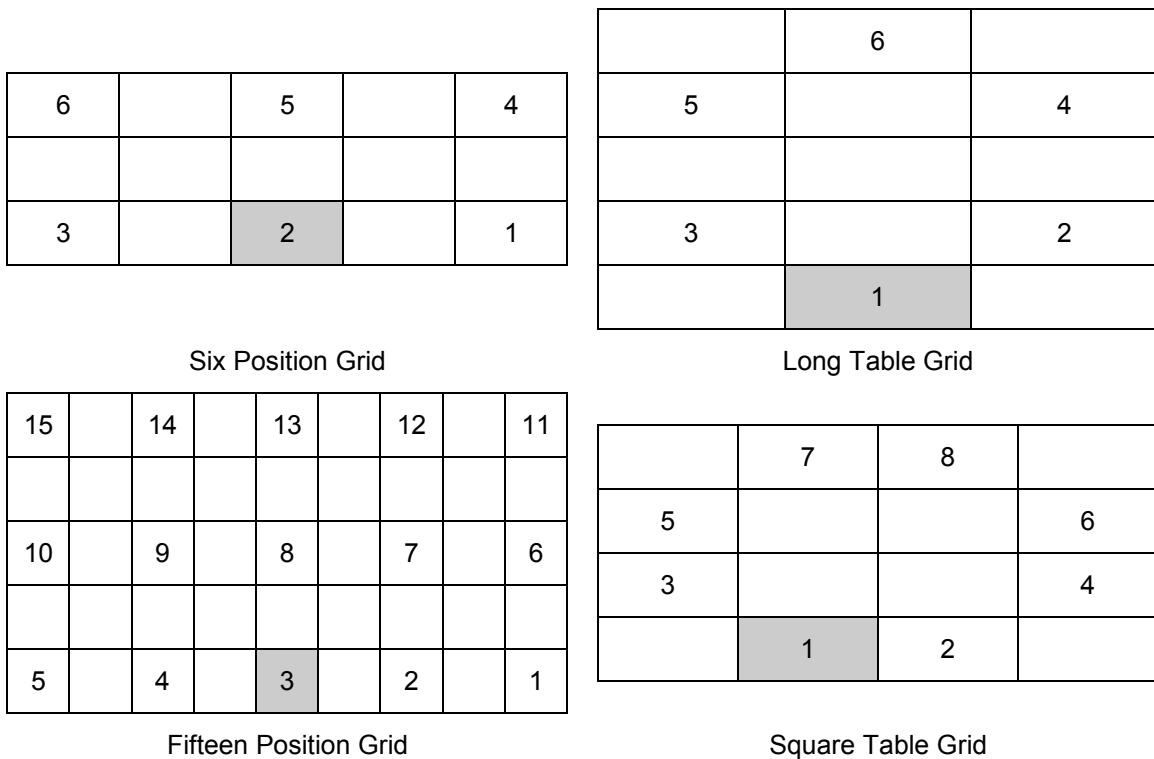 6 5 4
3 2 1
Six Position Grid
6
5 4
3 2
1
Long Table Grid
15 14 13 12 11
10 9 8 7 6
5 4 3 2 1
Fifteen Position Grid
7 8
5 6
3 4
1 2
Square Table Grid